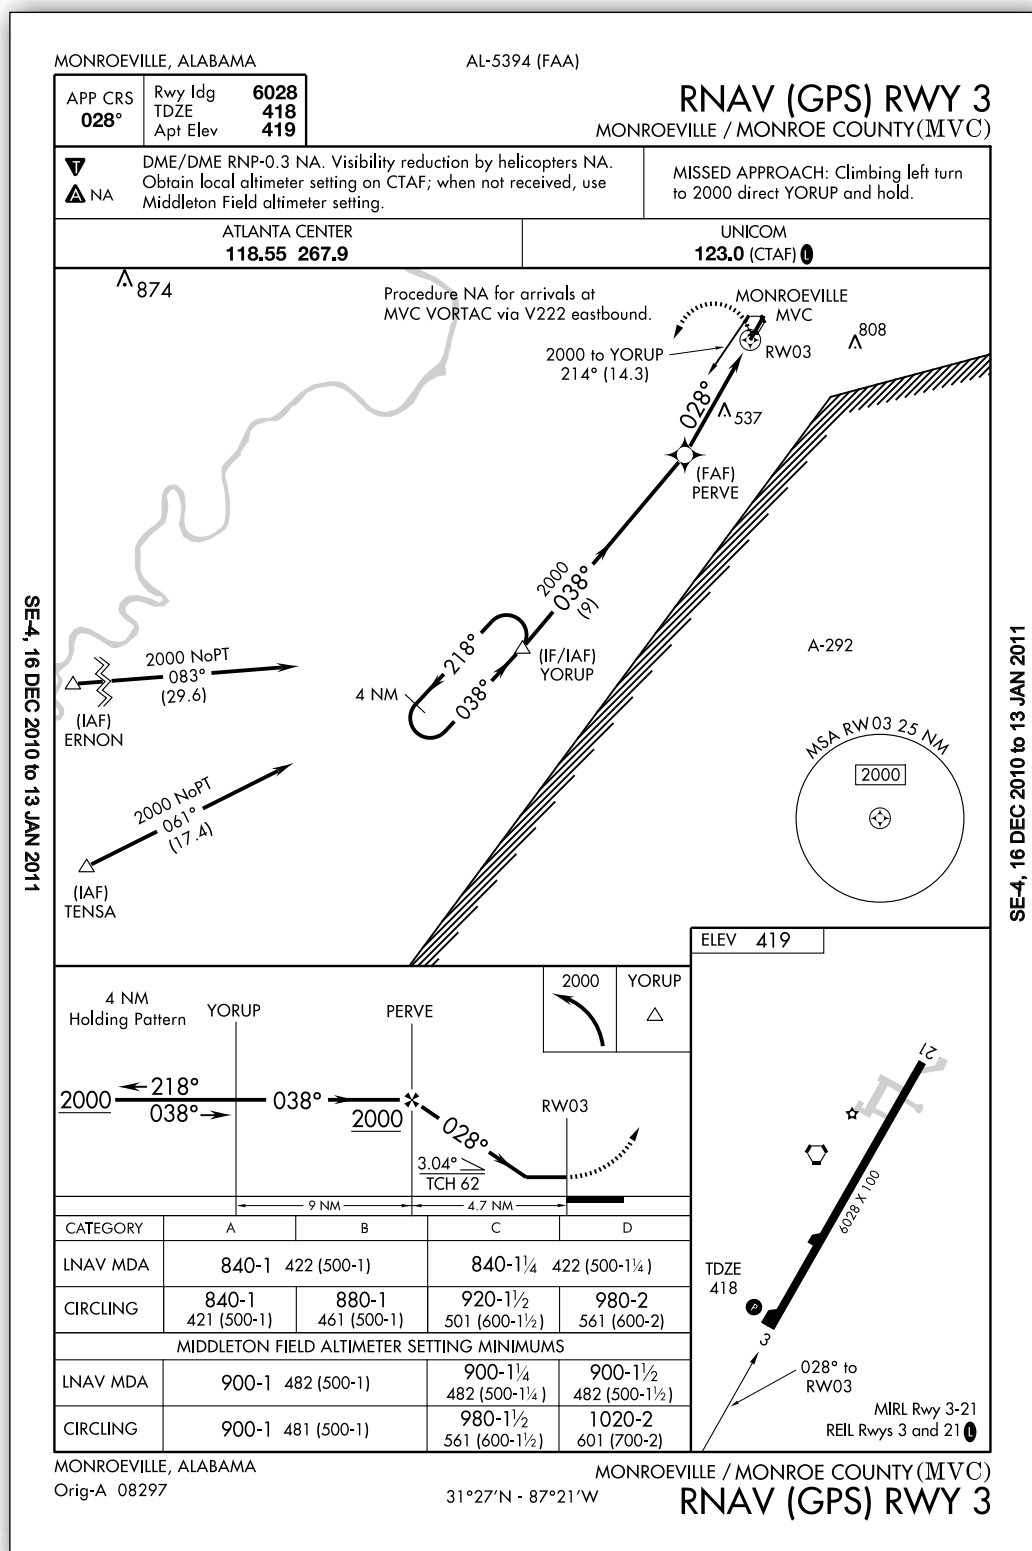 MONROEVILLE, ALABAMA
AL-5394 (FAA)
RNAV (GPS) RWY 3
MONROEVILLE / MONROE COUNTY (MVC)
APP CRS
028°
Rwy ldg 6028
TDZE 418
Apt Elev 419
T
A NA
DME/DME RNP-0.3 NA. Visibility reduction by helicopters NA.
Obtain local altimeter setting on CTAF; when not received, use
Middleton Field altimeter setting.
MISSED APPROACH: Climbing left turn
to 2000 direct YORUP and hold.
ATLANTA CENTER
118.55 267.9
UNICOM
123.0 (CTAF) L
874
Procedure NA for arrivals at
MVC VORTAC via V222 eastbound.
MONROEVILLE
MVC
RW03
808
2000 to YORUP
214° (14.3)
028°
537
(FAF)
PERVE
2000
038°
(9)
218°
038°
4 NM
(IF/IAF)
YORUP
A-292
2000 NoPT
083°
(29.6)
(IAF)
ERNON
2000 NoPT
061°
(17.4)
(IAF)
TENSA
MSA RW03 25 NM
2000
SE-4, 16 DEC 2010 to 13 JAN 2011
SE-4, 16 DEC 2010 to 13 JAN 2011
ELEV 419
21
6028 X 100
TDZE
418
P
3
028° to
RW03
MIRL Rwy 3-21
REIL Rwys 3 and 21 L
4 NM
Holding Pattern
YORUP
PERVE
2000
YORUP
2000
218°
038°
038°
2000
028°
RW03
3.04°
TCH 62
9 NM
4.7 NM
CATEGORY A B C D
LNAV MDA 840-1 422 (500-1) 840-1¼ 422 (500-1¼)
CIRCLING 840-1 880-1 920-1½ 980-2
421 (500-1) 461 (500-1) 501 (600-1½) 561 (600-2)
MIDDLETON FIELD ALTIMETER SETTING MINIMUMS
LNAV MDA 900-1 482 (500-1) 900-1¼ 900-1½
482 (500-1¼) 482 (500-1½)
CIRCLING 900-1 481 (500-1) 980-1½ 1020-2
561 (600-1½) 601 (700-2)
MONROEVILLE, ALABAMA
Orig-A 08297
31°27'N - 87°21'W
MONROEVILLE / MONROE COUNTY (MVC)
RNAV (GPS) RWY 3